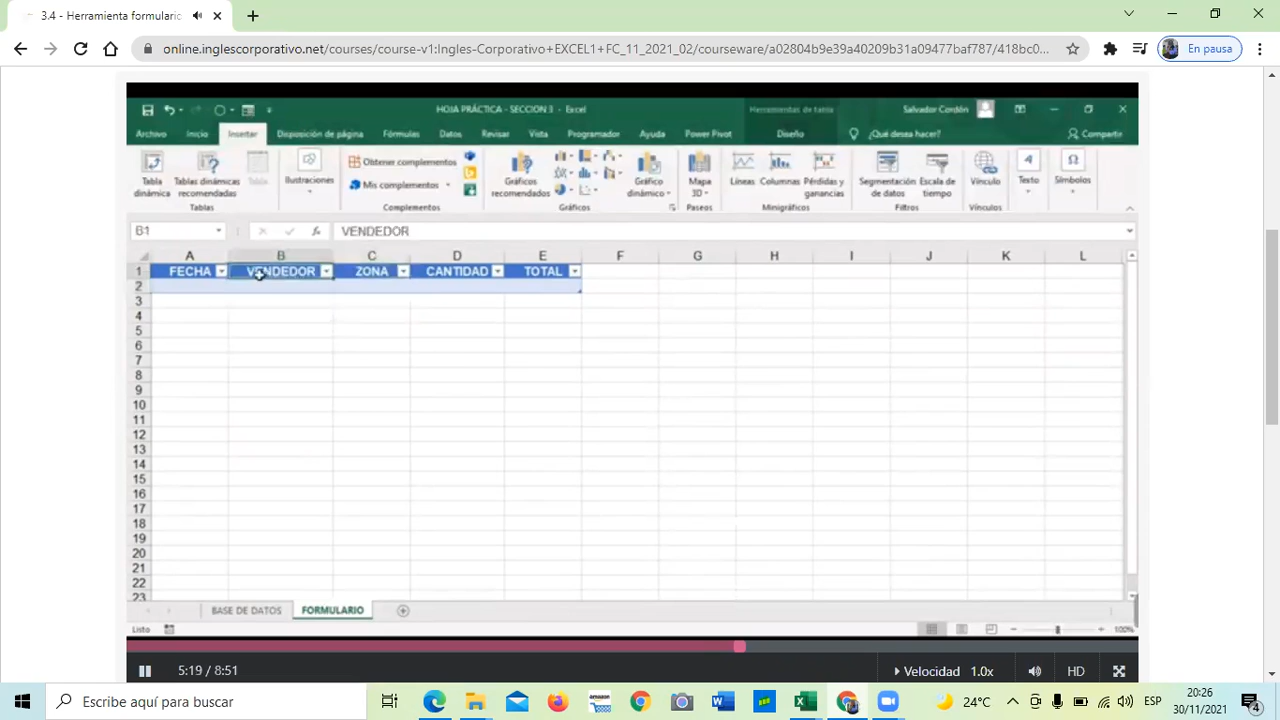 3.4 - Herramienta formulario
online.inglescorporativo.net/courses/course-v1:Ingles-Corporativo+EXCEL1+FC_11_2021_02/courseware/a02804b9e39a40209b31a09477baf787/418bc0...
En pausa
HOJA PRÁCTICA - SECCION 3 - Excel
Herramientas de tabla
Salvador Cordón
Archivo Inicio Insertar Disposición de página Fórmulas Datos Revisar Vista Programador Ayuda Power Pivot Diseño ¿Qué desea hacer? Compartir
Tabla dinámica
Tablas dinámicas recomendadas
Tabla
Tablas
Ilustraciones
Obtener complementos
Mis complementos
Complementos
Gráficos recomendados
Gráfico dinámico
Gráficos
Mapa 3D
Paseos
Líneas
Columnas
Pérdidas y ganancias
Minigráficos
Segmentación de datos
Escala de tiempo
Filtros
Vínculo
Vínculos
Texto
Símbolos
B1 fx VENDEDOR
A B C D E F G H I J K L
1 FECHA VENDEDOR ZONA CANTIDAD TOTAL
2
3
4
5
6
7
8
9
10
11
12
13
14
15
16
17
18
19
20
21
22
23
BASE DE DATOS FORMULARIO
Listo 100%
5:19 / 8:51 Velocidad 1.0x HD
Escribe aquí para buscar
amazon
24°C
ESP
20:26
30/11/2021
4